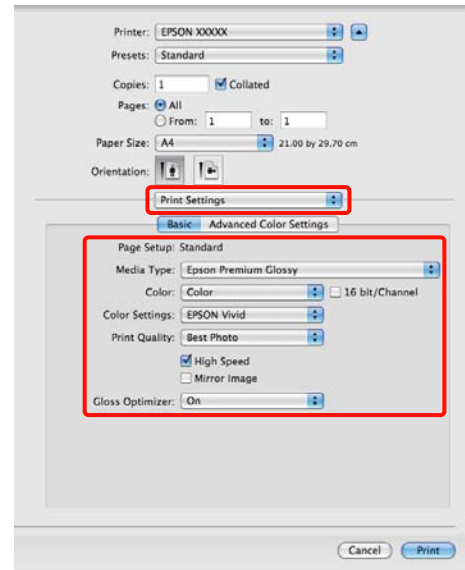 Printer: EPSON XXXXX
Presets: Standard
Copies: 1 Collated
Pages: All
From: 1 to: 1
Paper Size: A4 21.00 by 29.70 cm
Orientation:
Print Settings
Basic Advanced Color Settings
Page Setup: Standard
Media Type: Epson Premium Glossy
Color: Color 16 bit/Channel
Color Settings: EPSON Vivid
Print Quality: Best Photo
High Speed
Mirror Image
Gloss Optimizer: On
Cancel Print